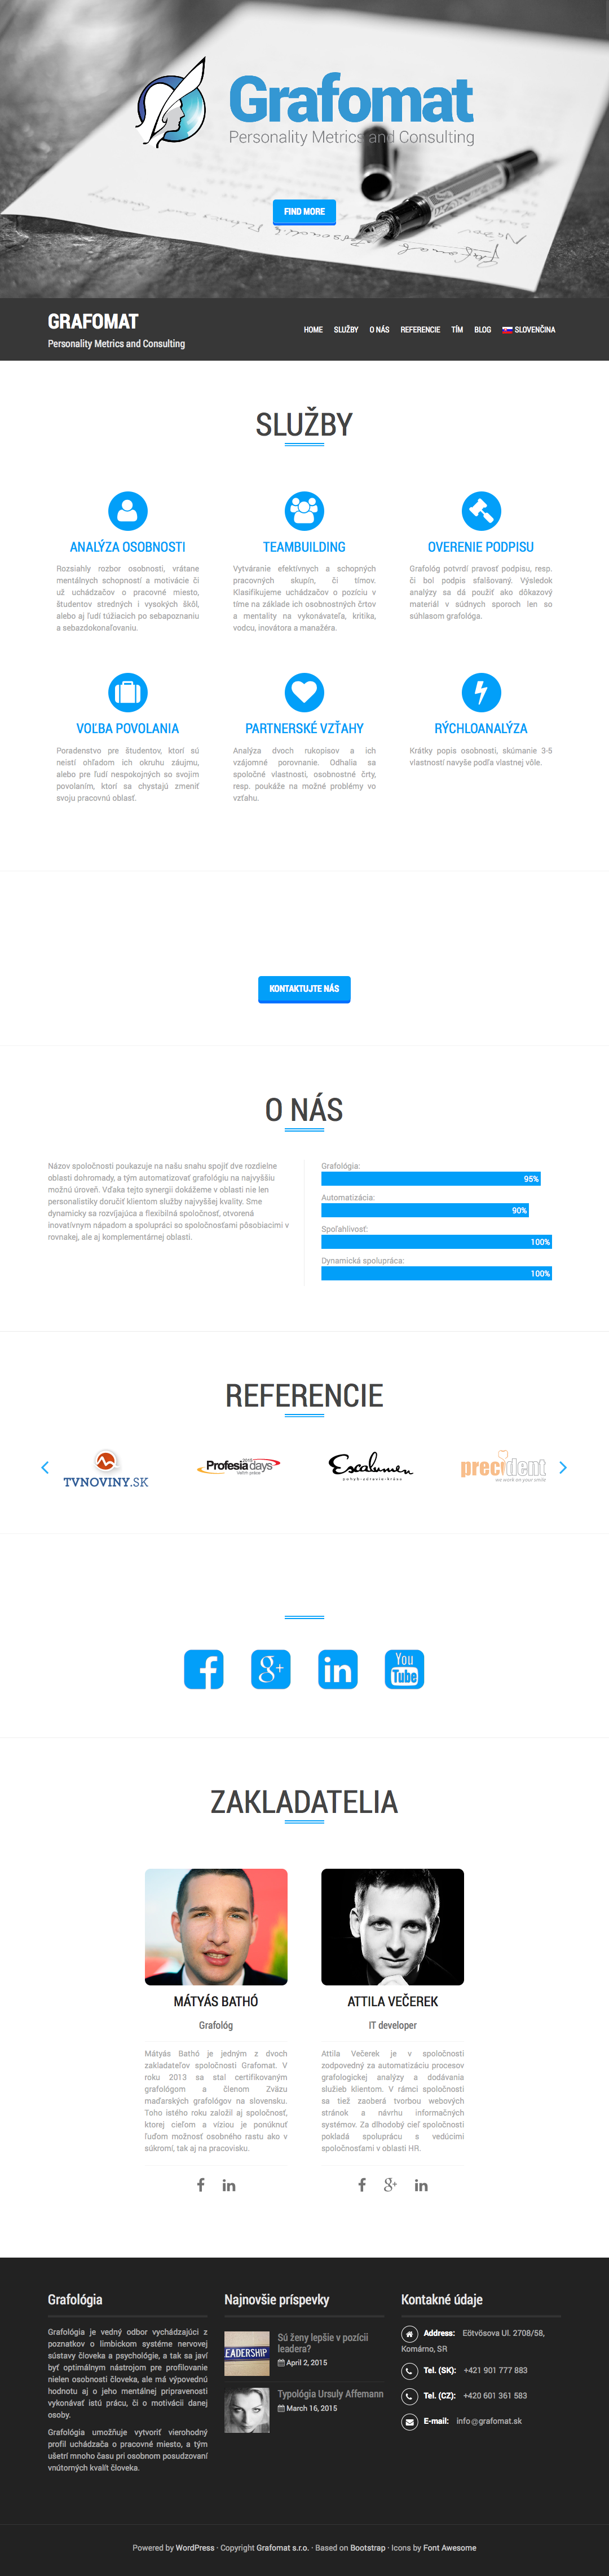 Grafomat
Personality Metrics and Consulting
FIND MORE
GRAFOMAT
Personality Metrics and Consulting
HOME SLUŽBY O NÁS REFERENCIE TÍM BLOG SLOVENČINA
SLUŽBY
ANALÝZA OSOBNOSTI
Rozsiahly rozbor osobnosti, vrátane
mentálnych schopností a motivácie či
už uchádzačov o pracovné miesto,
študentov stredných i vysokých škôl,
alebo aj ľudí túžiacich po sebapoznaniu
a sebazdokonaľovaniu.
TEAMBUILDING
Vytváranie efektívnych a schopných
pracovných skupín, či tímov.
Klasifikujeme uchádzačov o pozíciu v
tíme na základe ich osobnostných čŕtov
a mentality na vykonávateľa, kritika,
vodcu, inovátora a manažéra.
OVERENIE PODPISU
Grafológ potvrdí pravosť podpisu, resp.
či bol podpis sfalšovaný. Výsledok
analýzy sa dá použiť ako dôkazový
materiál v súdnych sporoch len so
súhlasom grafológa.
VOĽBA POVOLANIA
Poradenstvo pre študentov, ktorí sú
neistí ohľadom ich okruhu záujmu,
alebo pre ľudí nespokojných so svojim
povolaním, ktorí sa chystajú zmeniť
svoju pracovnú oblasť.
PARTNERSKÉ VZŤAHY
Analýza dvoch rukopisov a ich
vzájomné porovnanie. Odhalia sa
spoločné vlastnosti, osobnostné črty,
resp. poukáže na možné problémy vo
vzťahu.
RÝCHLOANALÝZA
Krátky popis osobnosti, skúmanie 3-5
vlastností navyše podľa vlastnej vôle.
KONTAKTUJTE NÁS
O NÁS
Názov spoločnosti poukazuje na našu snahu spojiť dve rozdielne
oblasti dohromady, a tým automatizovať grafológiu na najvyššiu
možnú úroveň. Vďaka tejto synergii dokážeme v oblasti nie len
personalistiky doručiť klientom služby najvyššej kvality. Sme
dynamicky sa rozvíjajúca a flexibilná spoločnosť, otvorená
inovatívnym nápadom a spolupráci so spoločnosťami pôsobiacimi v
rovnakej, ale aj komplementárnej oblasti.
Grafológia:
95%
Automatizácia:
90%
Spoľahlivosť:
100%
Dynamická spolupráca:
100%
REFERENCIE
TVNOVINY.SK
Profesia days
Escalumen
precident
we work on your smile
You
Tube
ZAKLADATELIA
MÁTYÁS BATHÓ
Grafológ
Mátyás Bathó je jedným z dvoch
zakladateľov spoločnosti Grafomat. V
roku 2013 sa stal certifikovaným
grafológom a členom Zväzu
maďarských grafológov na slovensku.
Toho istého roku založil aj spoločnosť,
ktorej cieľom a víziou je ponúknuť
ľuďom možnosť osobného rastu ako v
súkromí, tak aj na pracovisku.
ATTILA VEČEREK
IT developer
Attila Večerek je v spoločnosti
zodpovedný za automatizáciu procesov
grafologickej analýzy a dodávania
služieb klientom. V rámci spoločnosti
sa tiež zaoberá tvorbou webových
stránok a návrhu informačných
systémov. Za dlhodobý cieľ spoločnosti
pokladá spoluprácu s vedúcimi
spoločnosťami v oblasti HR.
Grafológia
Grafológia je vedný odbor vychádzajúci z
poznatkov o limbickom systéme nervovej
sústavy človeka a psychológie, a tak sa javí
byť optimálnym nástrojom pre profilovanie
nielen osobnosti človeka, ale má výpovednú
hodnotu aj o jeho mentálnej pripravenosti
vykonávať istú prácu, či o motivácii danej
osoby.
Grafológia umožňuje vytvoriť vierohodný
profil uchádzača o pracovné miesto, a tým
ušetrí mnoho času pri osobnom posudzovaní
vnútorných kvalít človeka.
Najnovšie príspevky
EADERSHIP
Sú ženy lepšie v pozícii
leadera?
April 2, 2015
Typológia Ursuly Affemann
March 16, 2015
Kontakné údaje
Address: Eötvösova Ul. 2708/58,
Komárno, SR
Tel. (SK): +421 901 777 883
Tel. (CZ): +420 601 361 583
E-mail: info@grafomat.sk
Powered by WordPress · Copyright Grafomat s.r.o. · Based on Bootstrap · Icons by Font Awesome